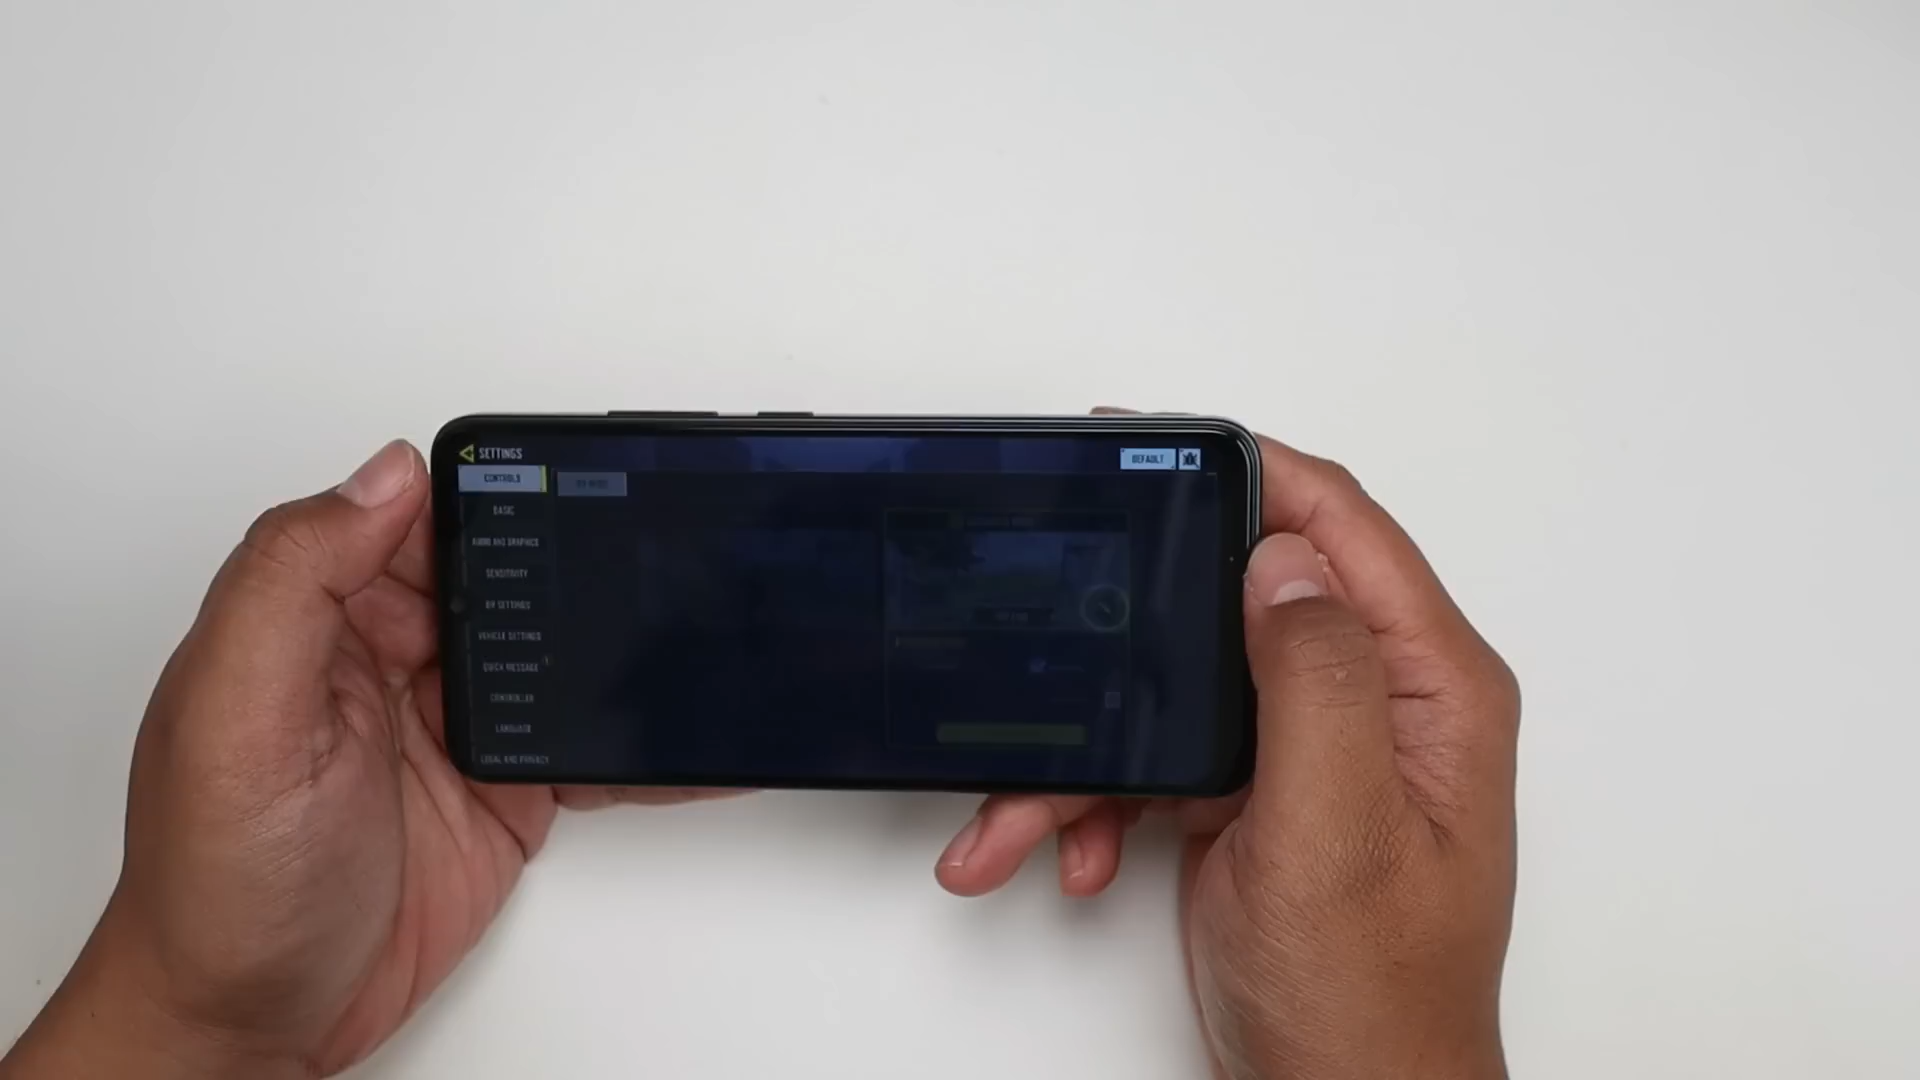 SETTINGS
DEFAULT
CONTROLS
BASIC
AUDIO AND GRAPHICS
SENSITIVITY
BR SETTINGS
VEHICLE SETTINGS
QUICK MESSAGE
CONTROLLER
LANGUAGE
LEGAL AND PRIVACY